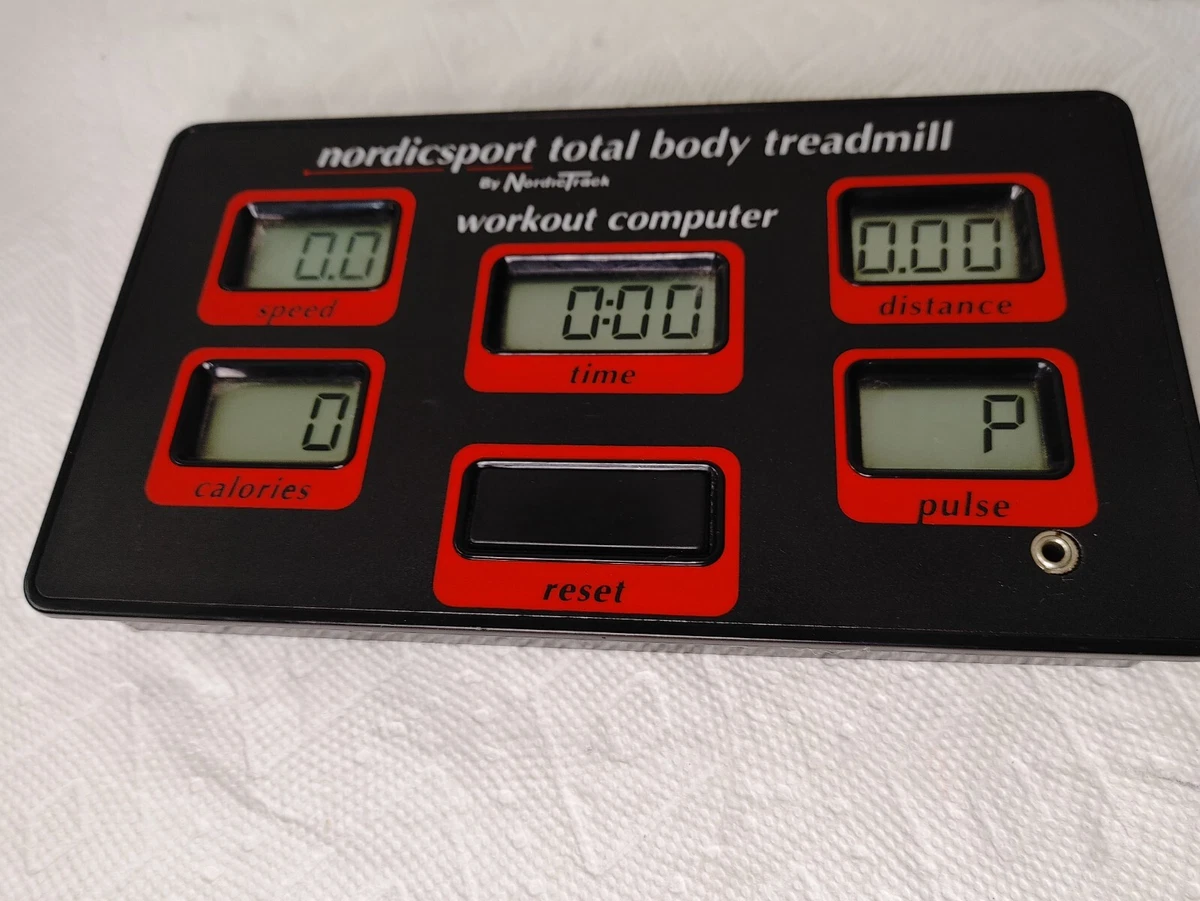 nordicsport total body treadmill
By NordicTrack
workout computer
0.0
speed
0:00
time
0.00
distance
0
calories
P
pulse
reset